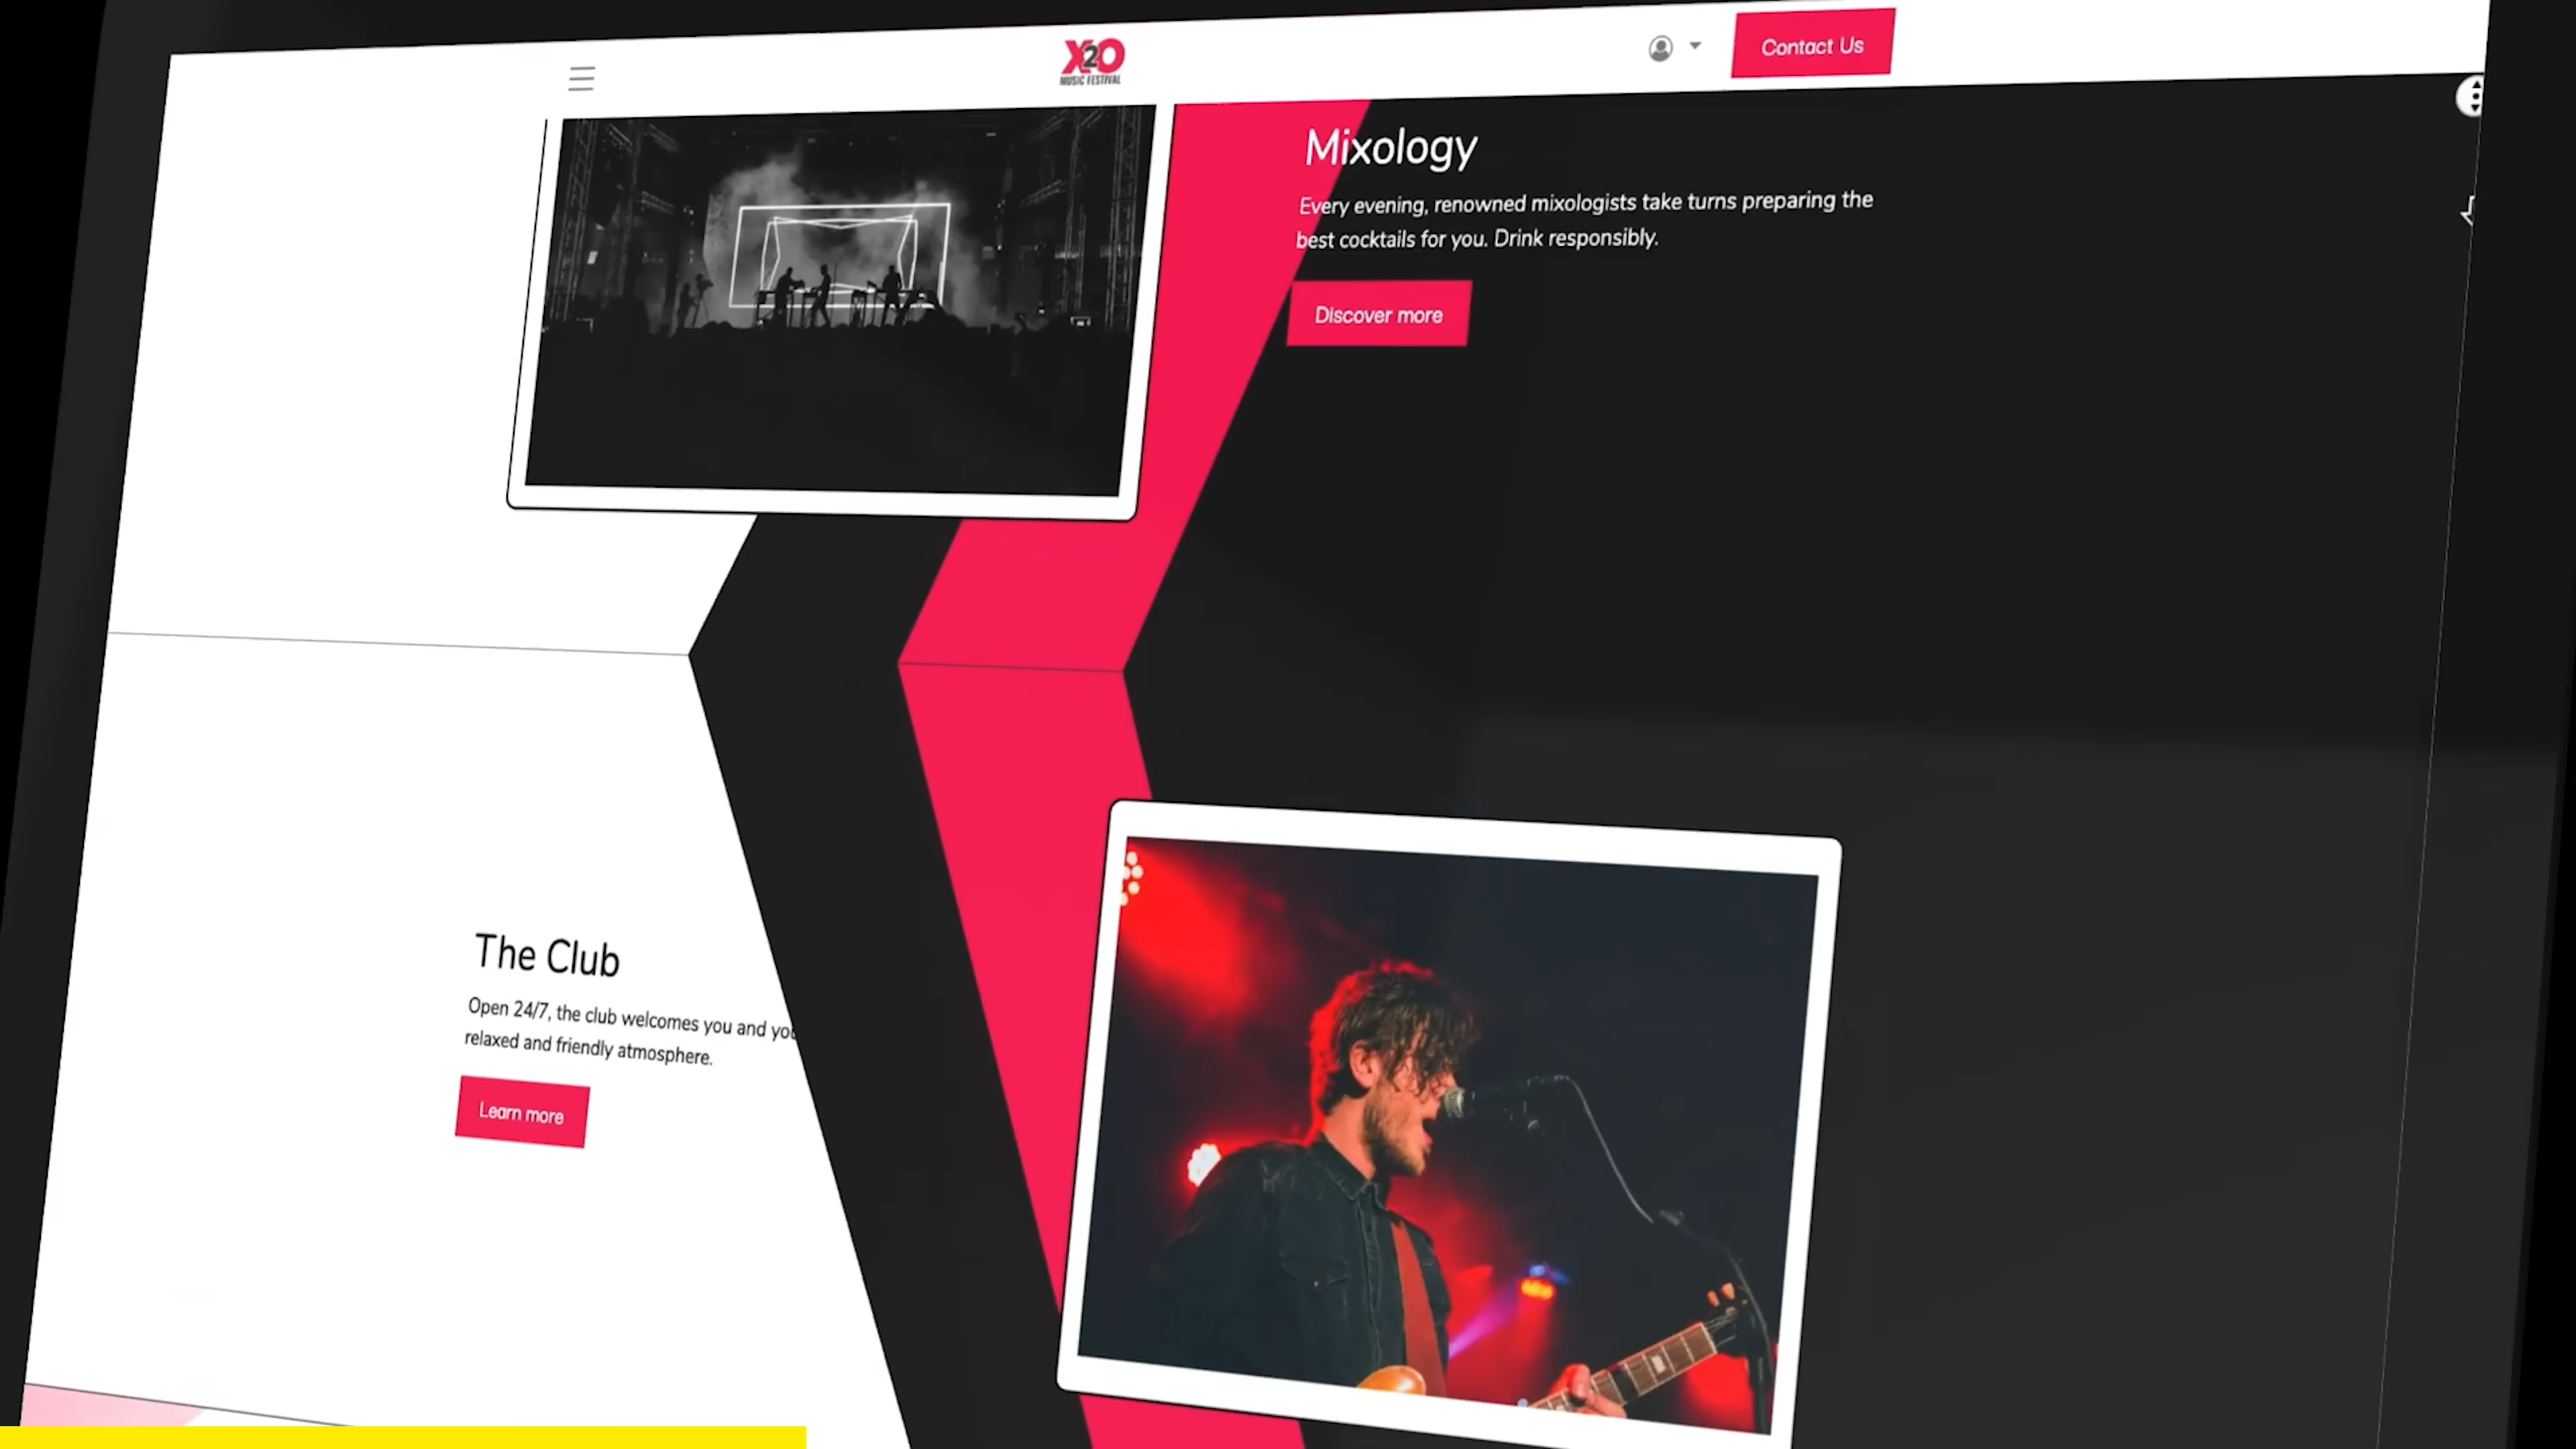 X2O
MUSIC FESTIVAL
Contact Us
Mixology
Every evening, renowned mixologists take turns preparing the
best cocktails for you. Drink responsibly.
Discover more
The Club
Open 24/7, the club welcomes you and
relaxed and friendly atmosphere.
Learn more